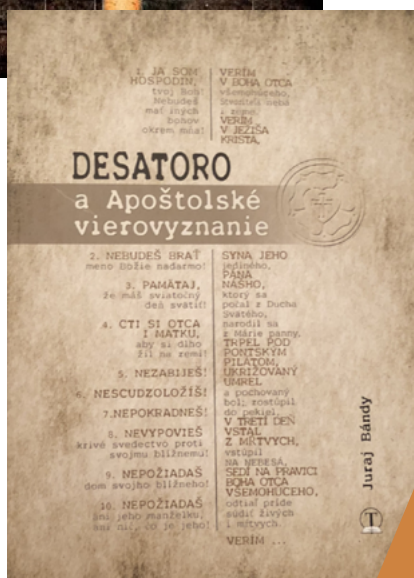 1. JA SOM
HOSPODIN,
tvoj Boh!
Nebudeš
mať iných
bohov
okrem mňa!
VERÍM
V BOHA OTCA
všemohúceho,
stvoriteľa neba
i zeme.
VERÍM
V JEŽIŠA
KRISTA,
DESATORO
a Apoštolské
vierovyznanie
2. NEBUDEŠ BRAŤ
meno Božie nadarmo!
3. PAMÄTAJ,
že máš sviatočný
deň svätiť!
4. CTI SI OTCA
I MATKU,
aby si dlho
žil na zemi!
5. NEZABIJEŠ!
6. NESCUDZOLOŽÍŠ!
7. NEPOKRADNEŠ!
8. NEVYPOVIEŠ
krivé svedectvo proti
svojmu blížnemu!
9. NEPOŽIADAŠ
dom svojho blížneho!
10. NEPOŽIADAŠ
ani jeho manželku,
ani nič, čo je jeho!
SYNA JEHO
jediného,
PÁNA
NÁŠHO,
ktorý sa
počal z Ducha
Svätého,
narodil sa
z Márie panny,
TRPEL POD
PONTSKÝM
PILÁTOM,
UKRIŽOVANÝ
UMREL
a pochovaný
bol; zostúpil
do pekiel,
V TRETÍ DEŇ
VSTAL
Z MŔTVYCH,
vstúpil
NA NEBESÁ,
SEDÍ NA PRAVICI
BOHA OTCA
VŠEMOHÚCEHO,
odtiaľ príde
súdiť živých
i mŕtvych.
VERÍM ...
Juraj Bándy
T